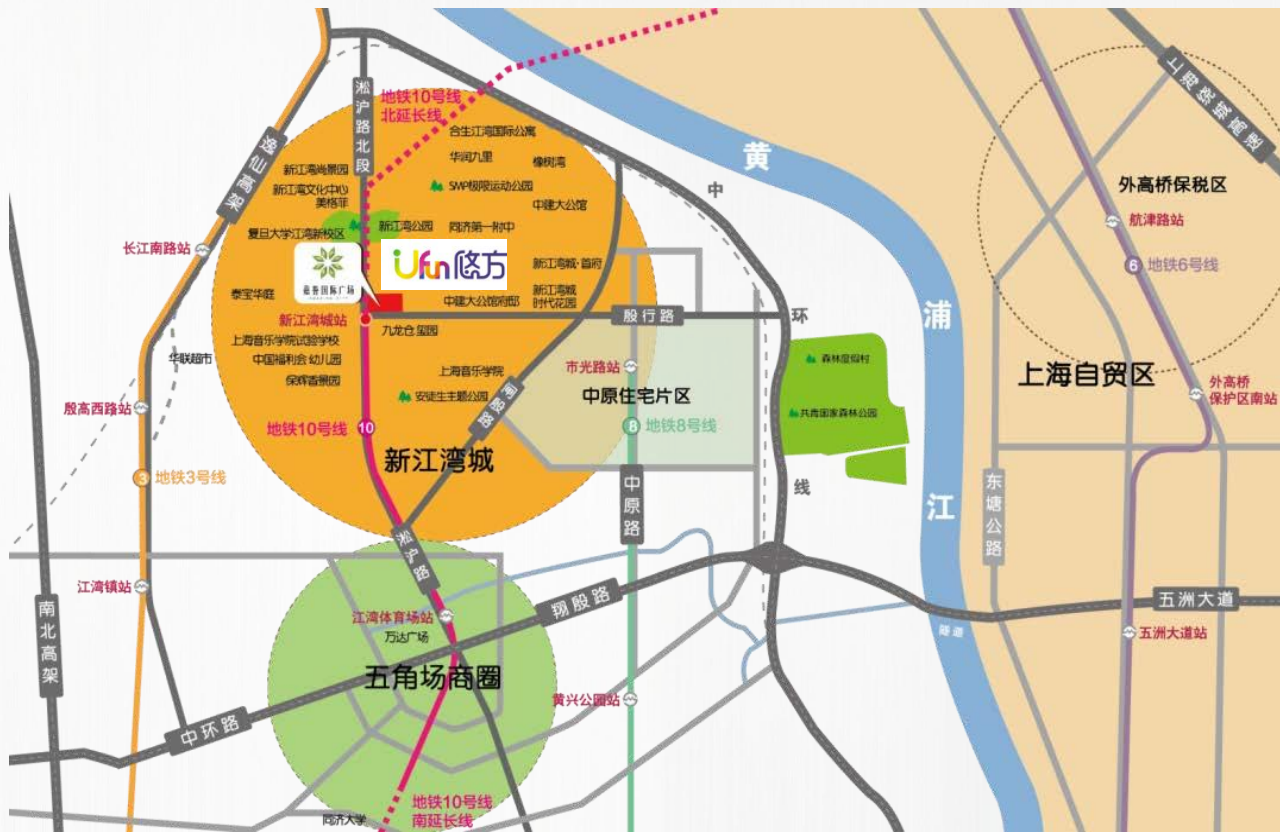 地铁10号线
北延长线
淞沪路北段
逸仙高架
合生江湾国际公寓
华润九里
橡树湾
新江湾尚景园
SMP极限运动公园
新江湾文化中心
美格菲
中建大公馆
复旦大学江湾新校区
新江湾公园
同济第一附中
长江南路站
嘉誉国际广场
Ufun悠方
新江湾城·首府
泰宝华庭
中建大公馆府邸
新江湾城
时代花园
新江湾城站
九龙仓 玺园
殷行路
上海音乐学院试验学校
中国福利会 幼儿园
保辉香景园
华联超市
上海音乐学院
安徒生主题公园
闸殷路
市光路站
中原住宅片区
8
地铁8号线
殷高西路站
地铁10号线
10
新江湾城
3
地铁3号线
中原路
淞沪路
江湾镇站
南北高架
江湾体育场站
万达广场
翔殷路
五角场商圈
黄兴公园站
中环路
地铁10号线
南延长线
同济大学
中
环
线
森林度假村
共青国家森林公园
黄
浦
江
隧道
外高桥保税区
航津路站
6
地铁6号线
上海自贸区
外高桥
保护区南站
东塘公路
五洲大道
五洲大道站